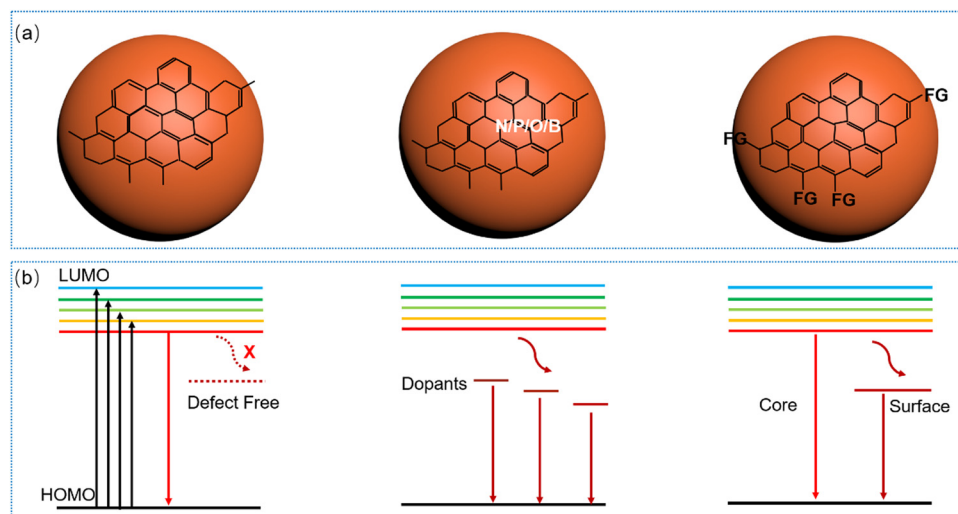 (a)
N/P/O/B
FG
FG
FG FG
(b)
LUMO
X
Defect Free
HOMO
Dopants
Core
Surface